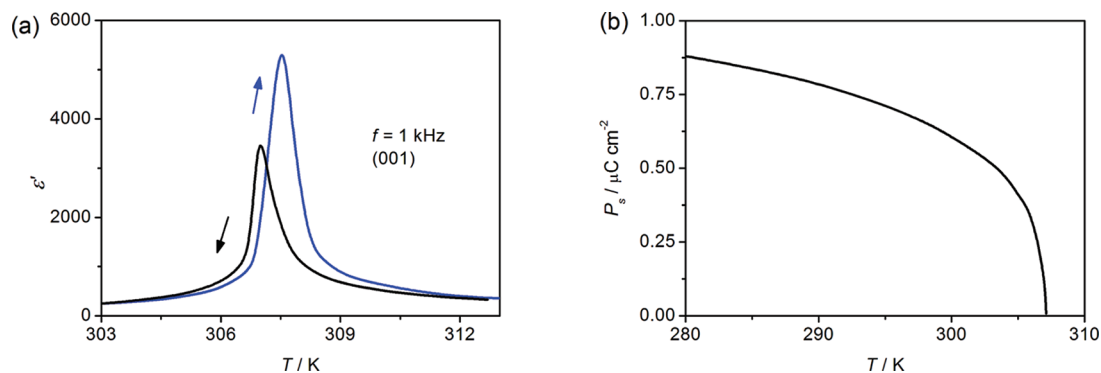 (a)
6000
4000
2000
0
ε'
303
306
309
312
T / K
f = 1 kHz
(001)
(b)
1.00
0.75
0.50
0.25
0.00
Ps / μC cm-2
280
290
300
310
T / K